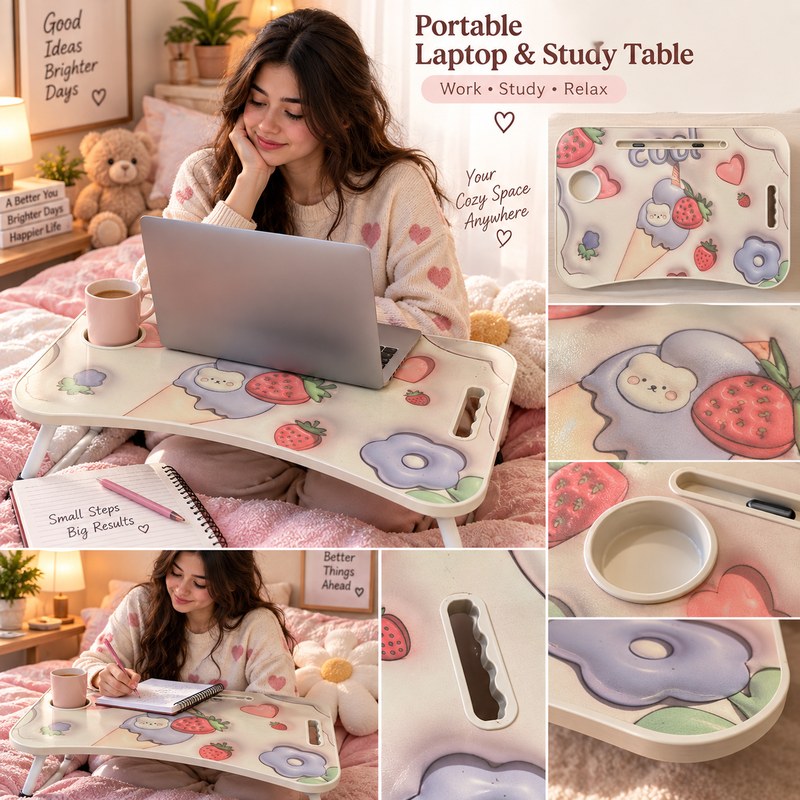 Good
Ideas
Brighter
Days
Portable
Laptop & Study Table
Work • Study • Relax
Your
Cozy Space
Anywhere
A Better You
Brighter Days
Happier Life
cool
Small Steps
Big Results
Better
Things
Ahead